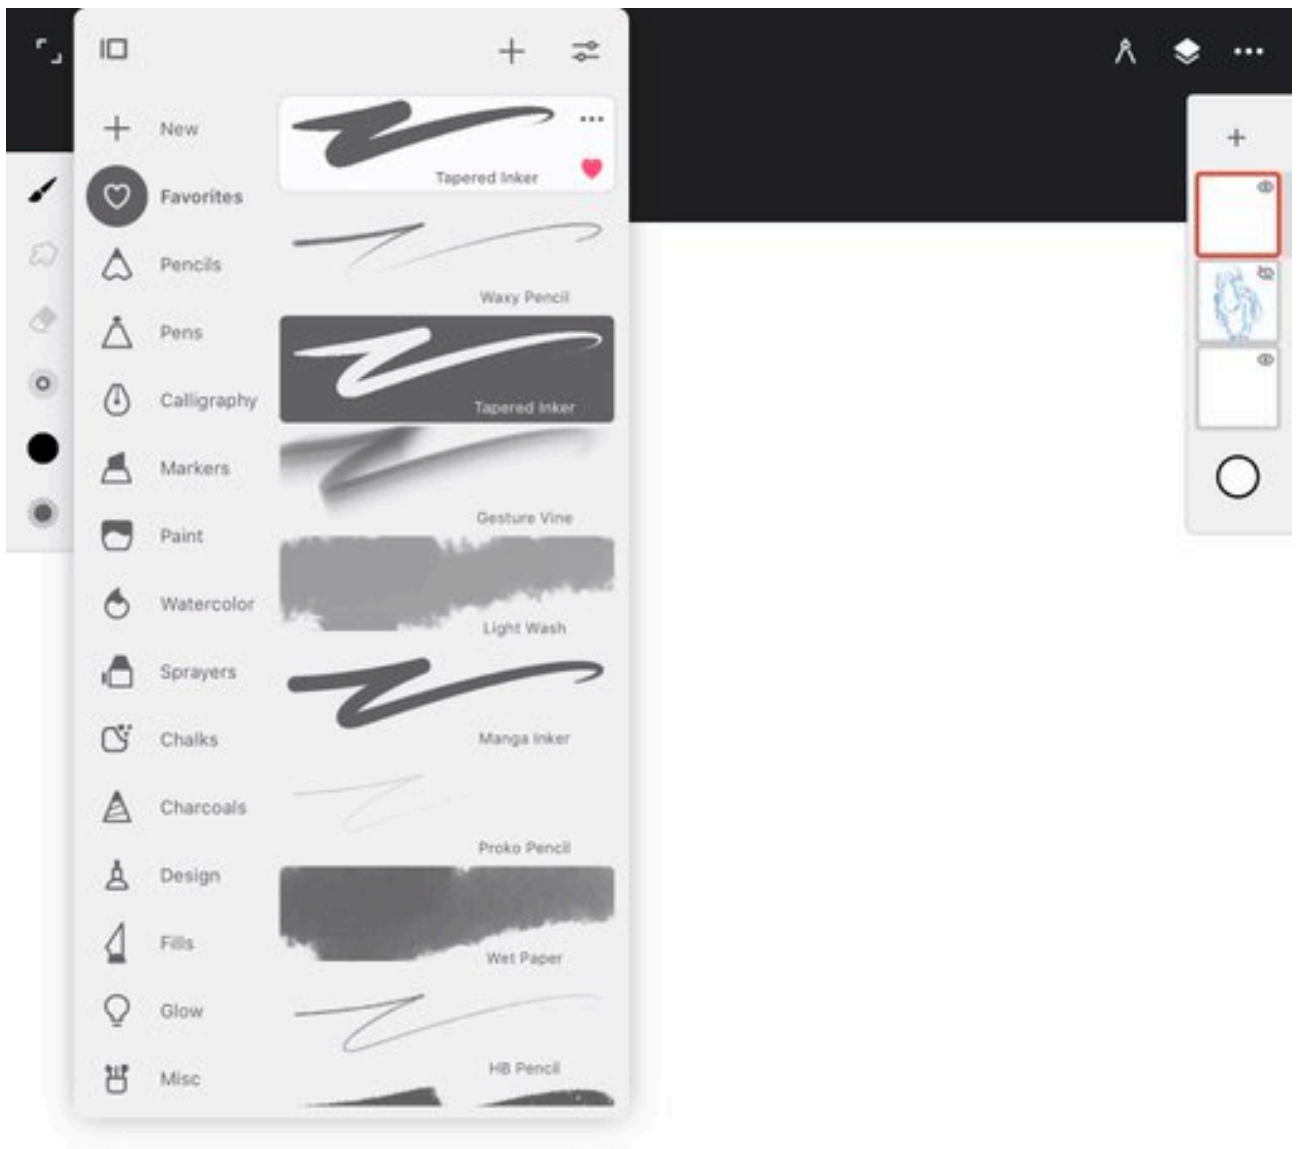 New
Favorites
Pencils
Pens
Calligraphy
Markers
Paint
Watercolor
Sprayers
Chalks
Charcoals
Design
Fills
Glow
Misc
Tapered Inker
Waxy Pencil
Tapered Inker
Gesture Vine
Light Wash
Manga Inker
Proko Pencil
Wet Paper
HB Pencil